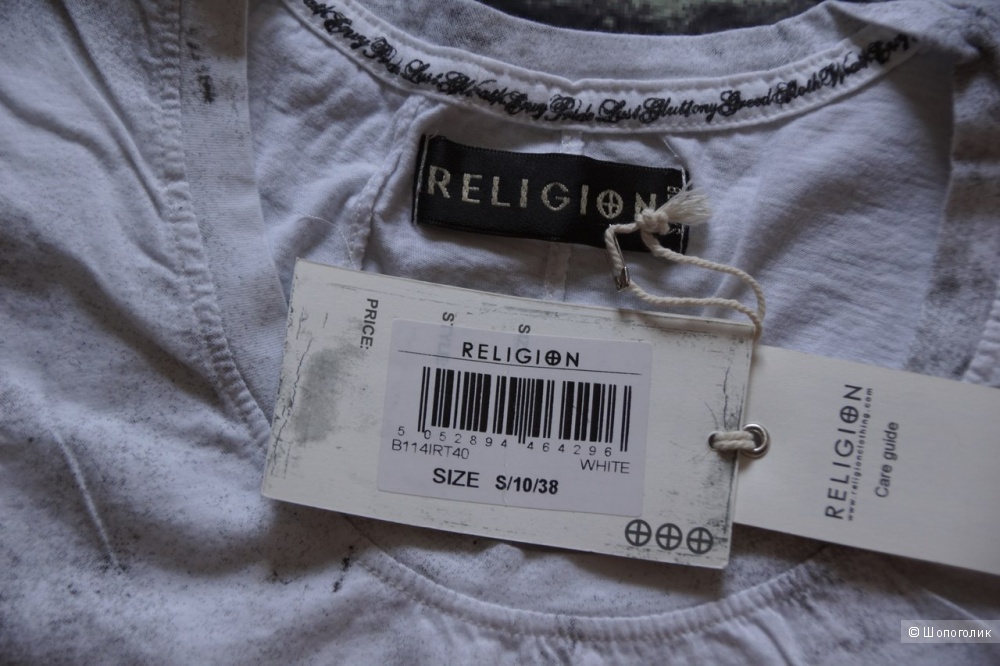 Envy Pride Lust Gluttony Greed Sloth Wrath Envy
RELIGION
PRICE:
RELIGION
5 052894 464296
B114IRT40
WHITE
SIZE S/10/38
RELIGION
www.religionclothing.com
Care guide
© Шопоголик